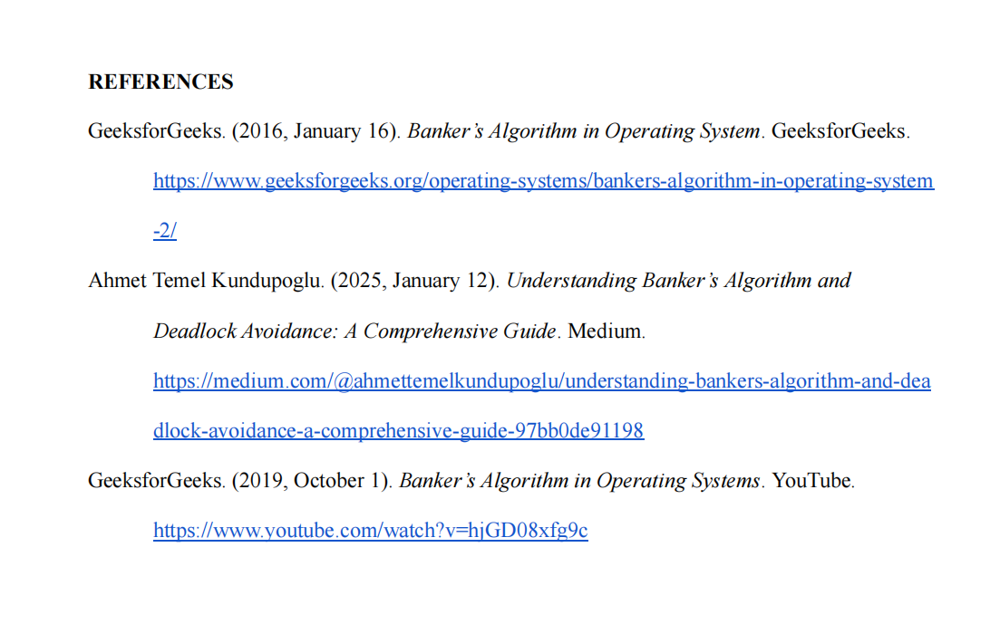 REFERENCES
GeeksforGeeks. (2016, January 16). Banker’s Algorithm in Operating System. GeeksforGeeks.
https://www.geeksforgeeks.org/operating-systems/bankers-algorithm-in-operating-system
-2/
Ahmet Temel Kundupoglu. (2025, January 12). Understanding Banker’s Algorithm and
Deadlock Avoidance: A Comprehensive Guide. Medium.
https://medium.com/@ahmettemelkundupoglu/understanding-bankers-algorithm-and-dea
dlock-avoidance-a-comprehensive-guide-97bb0de91198
GeeksforGeeks. (2019, October 1). Banker’s Algorithm in Operating Systems. YouTube.
https://www.youtube.com/watch?v=hjGD08xfg9c